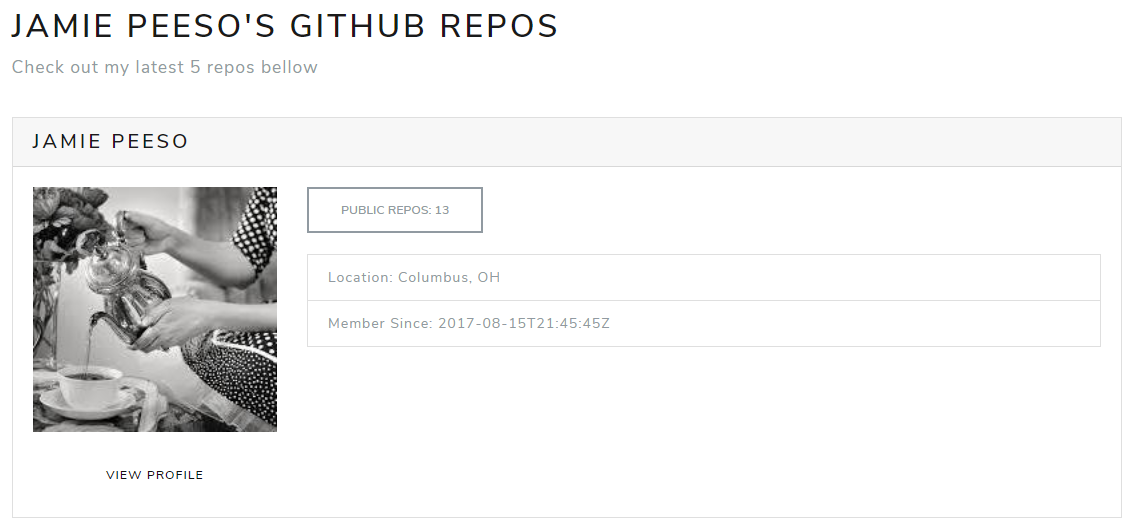 JAMIE PEESO'S GITHUB REPOS
Check out my latest 5 repos bellow
JAMIE PEESO
PUBLIC REPOS: 13
Location: Columbus, OH
Member Since: 2017-08-15T21:45:45Z
VIEW PROFILE